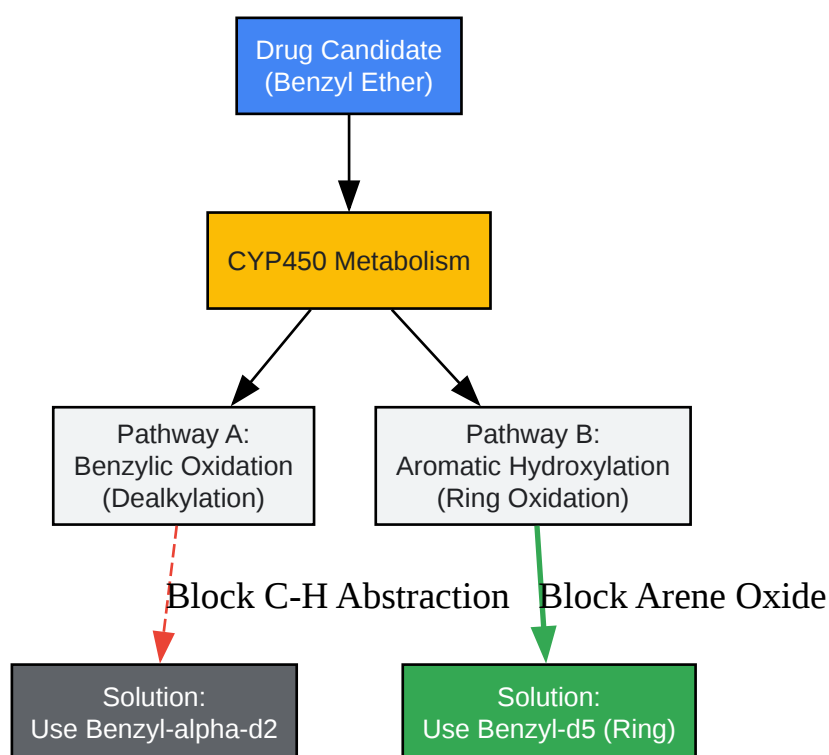 Drug Candidate
(Benzyl Ether)
CYP450 Metabolism
Pathway A:
Benzylic Oxidation
(Dealkylation)
Pathway B:
Aromatic Hydroxylation
(Ring Oxidation)
Block C-H Abstraction
Block Arene Oxide
Solution:
Use Benzyl-alpha-d2
Solution:
Use Benzyl-d5 (Ring)